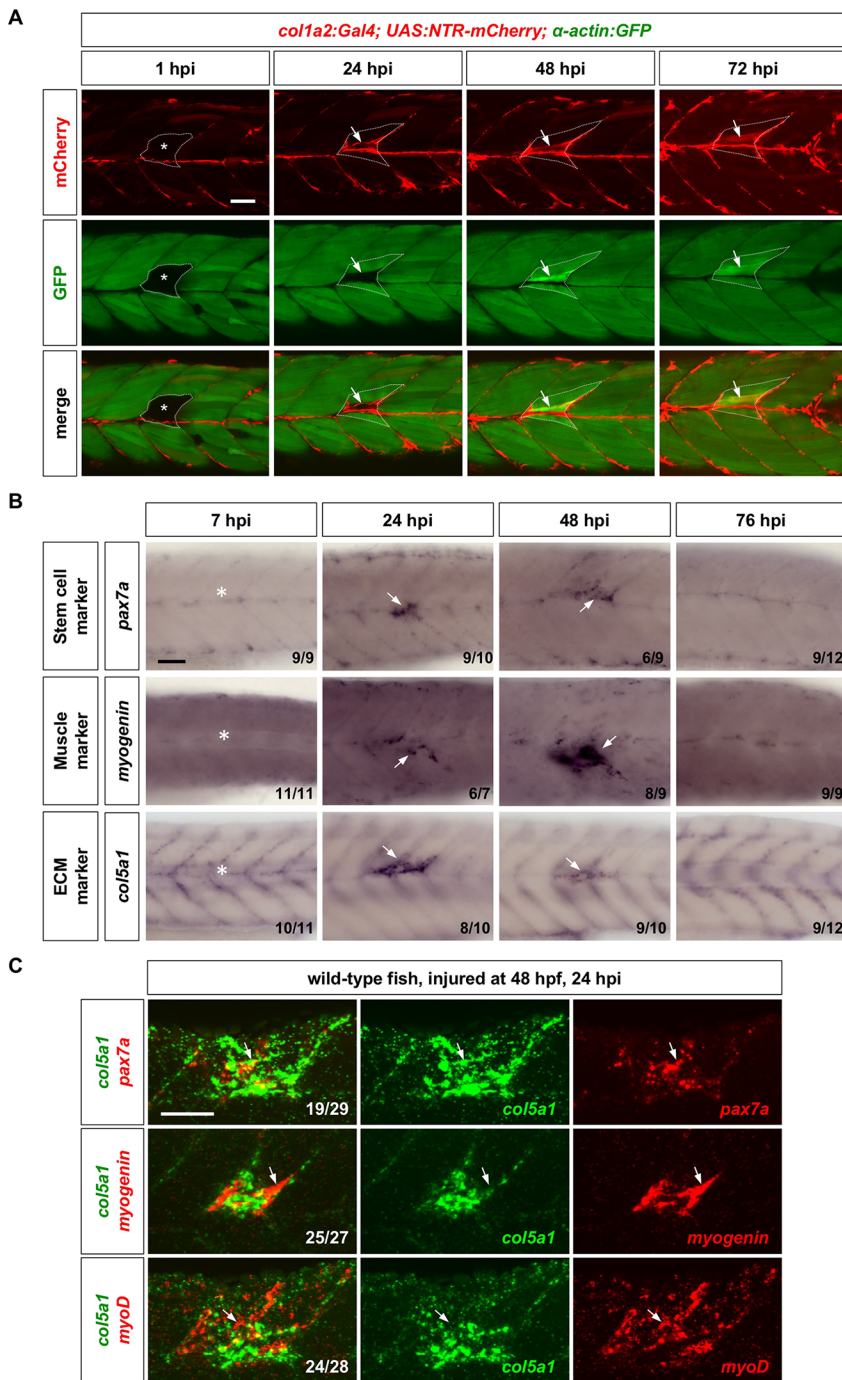 A
col1a2:Gal4; UAS:NTR-mCherry; α-actin:GFP
1 hpi 24 hpi 48 hpi 72 hpi
mCherry
*
GFP
*
merge
*
B
7 hpi 24 hpi 48 hpi 76 hpi
Stem cell marker
pax7a
*
9/9 9/10 6/9 9/12
Muscle marker
myogenin
*
11/11 6/7 8/9 9/9
ECM marker
col5a1
*
10/11 8/10 9/10 9/12
C
wild-type fish, injured at 48 hpf, 24 hpi
col5a1
pax7a
19/29 col5a1 pax7a
col5a1
myogenin
25/27 col5a1 myogenin
col5a1
myoD
24/28 col5a1 myoD